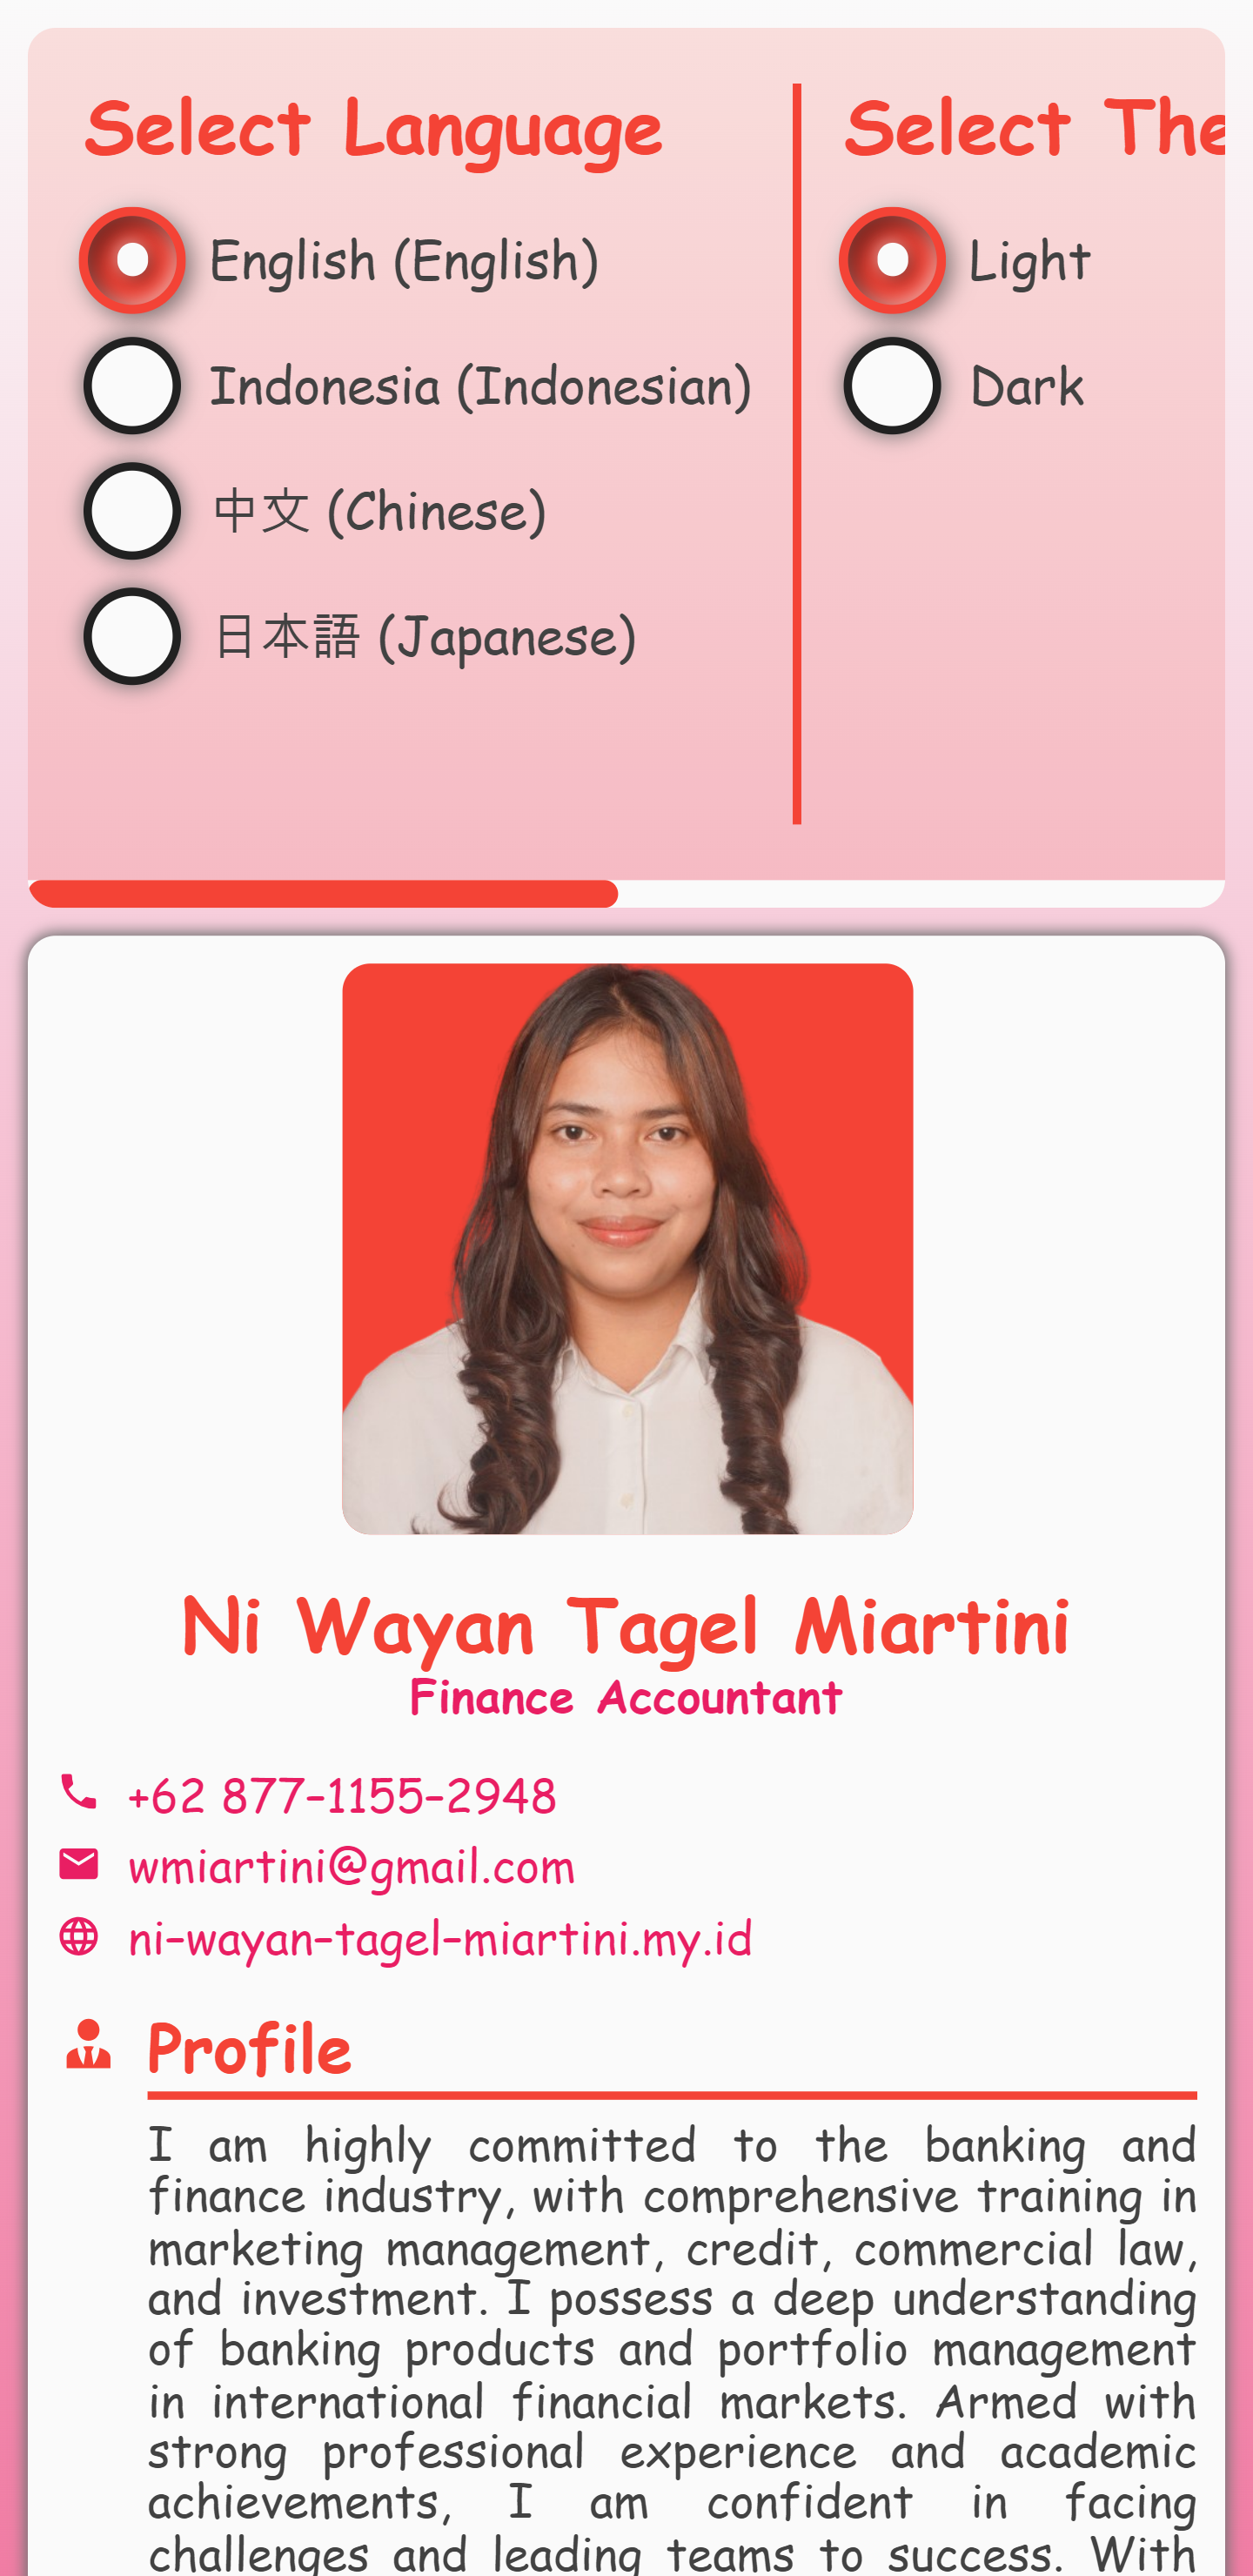 Select Language
English (English)
Indonesia (Indonesian)
中文 (Chinese)
日本語 (Japanese)
Select The
Light
Dark
Ni Wayan Tagel Miartini
Finance Accountant
+62 877-1155-2948
wmiartini@gmail.com
ni-wayan-tagel-miartini.my.id
Profile
I am highly committed to the banking and
finance industry, with comprehensive training in
marketing management, credit, commercial law,
and investment. I possess a deep understanding
of banking products and portfolio management
in international financial markets. Armed with
strong professional experience and academic
achievements, I am confident in facing
challenges and leading teams to success. With